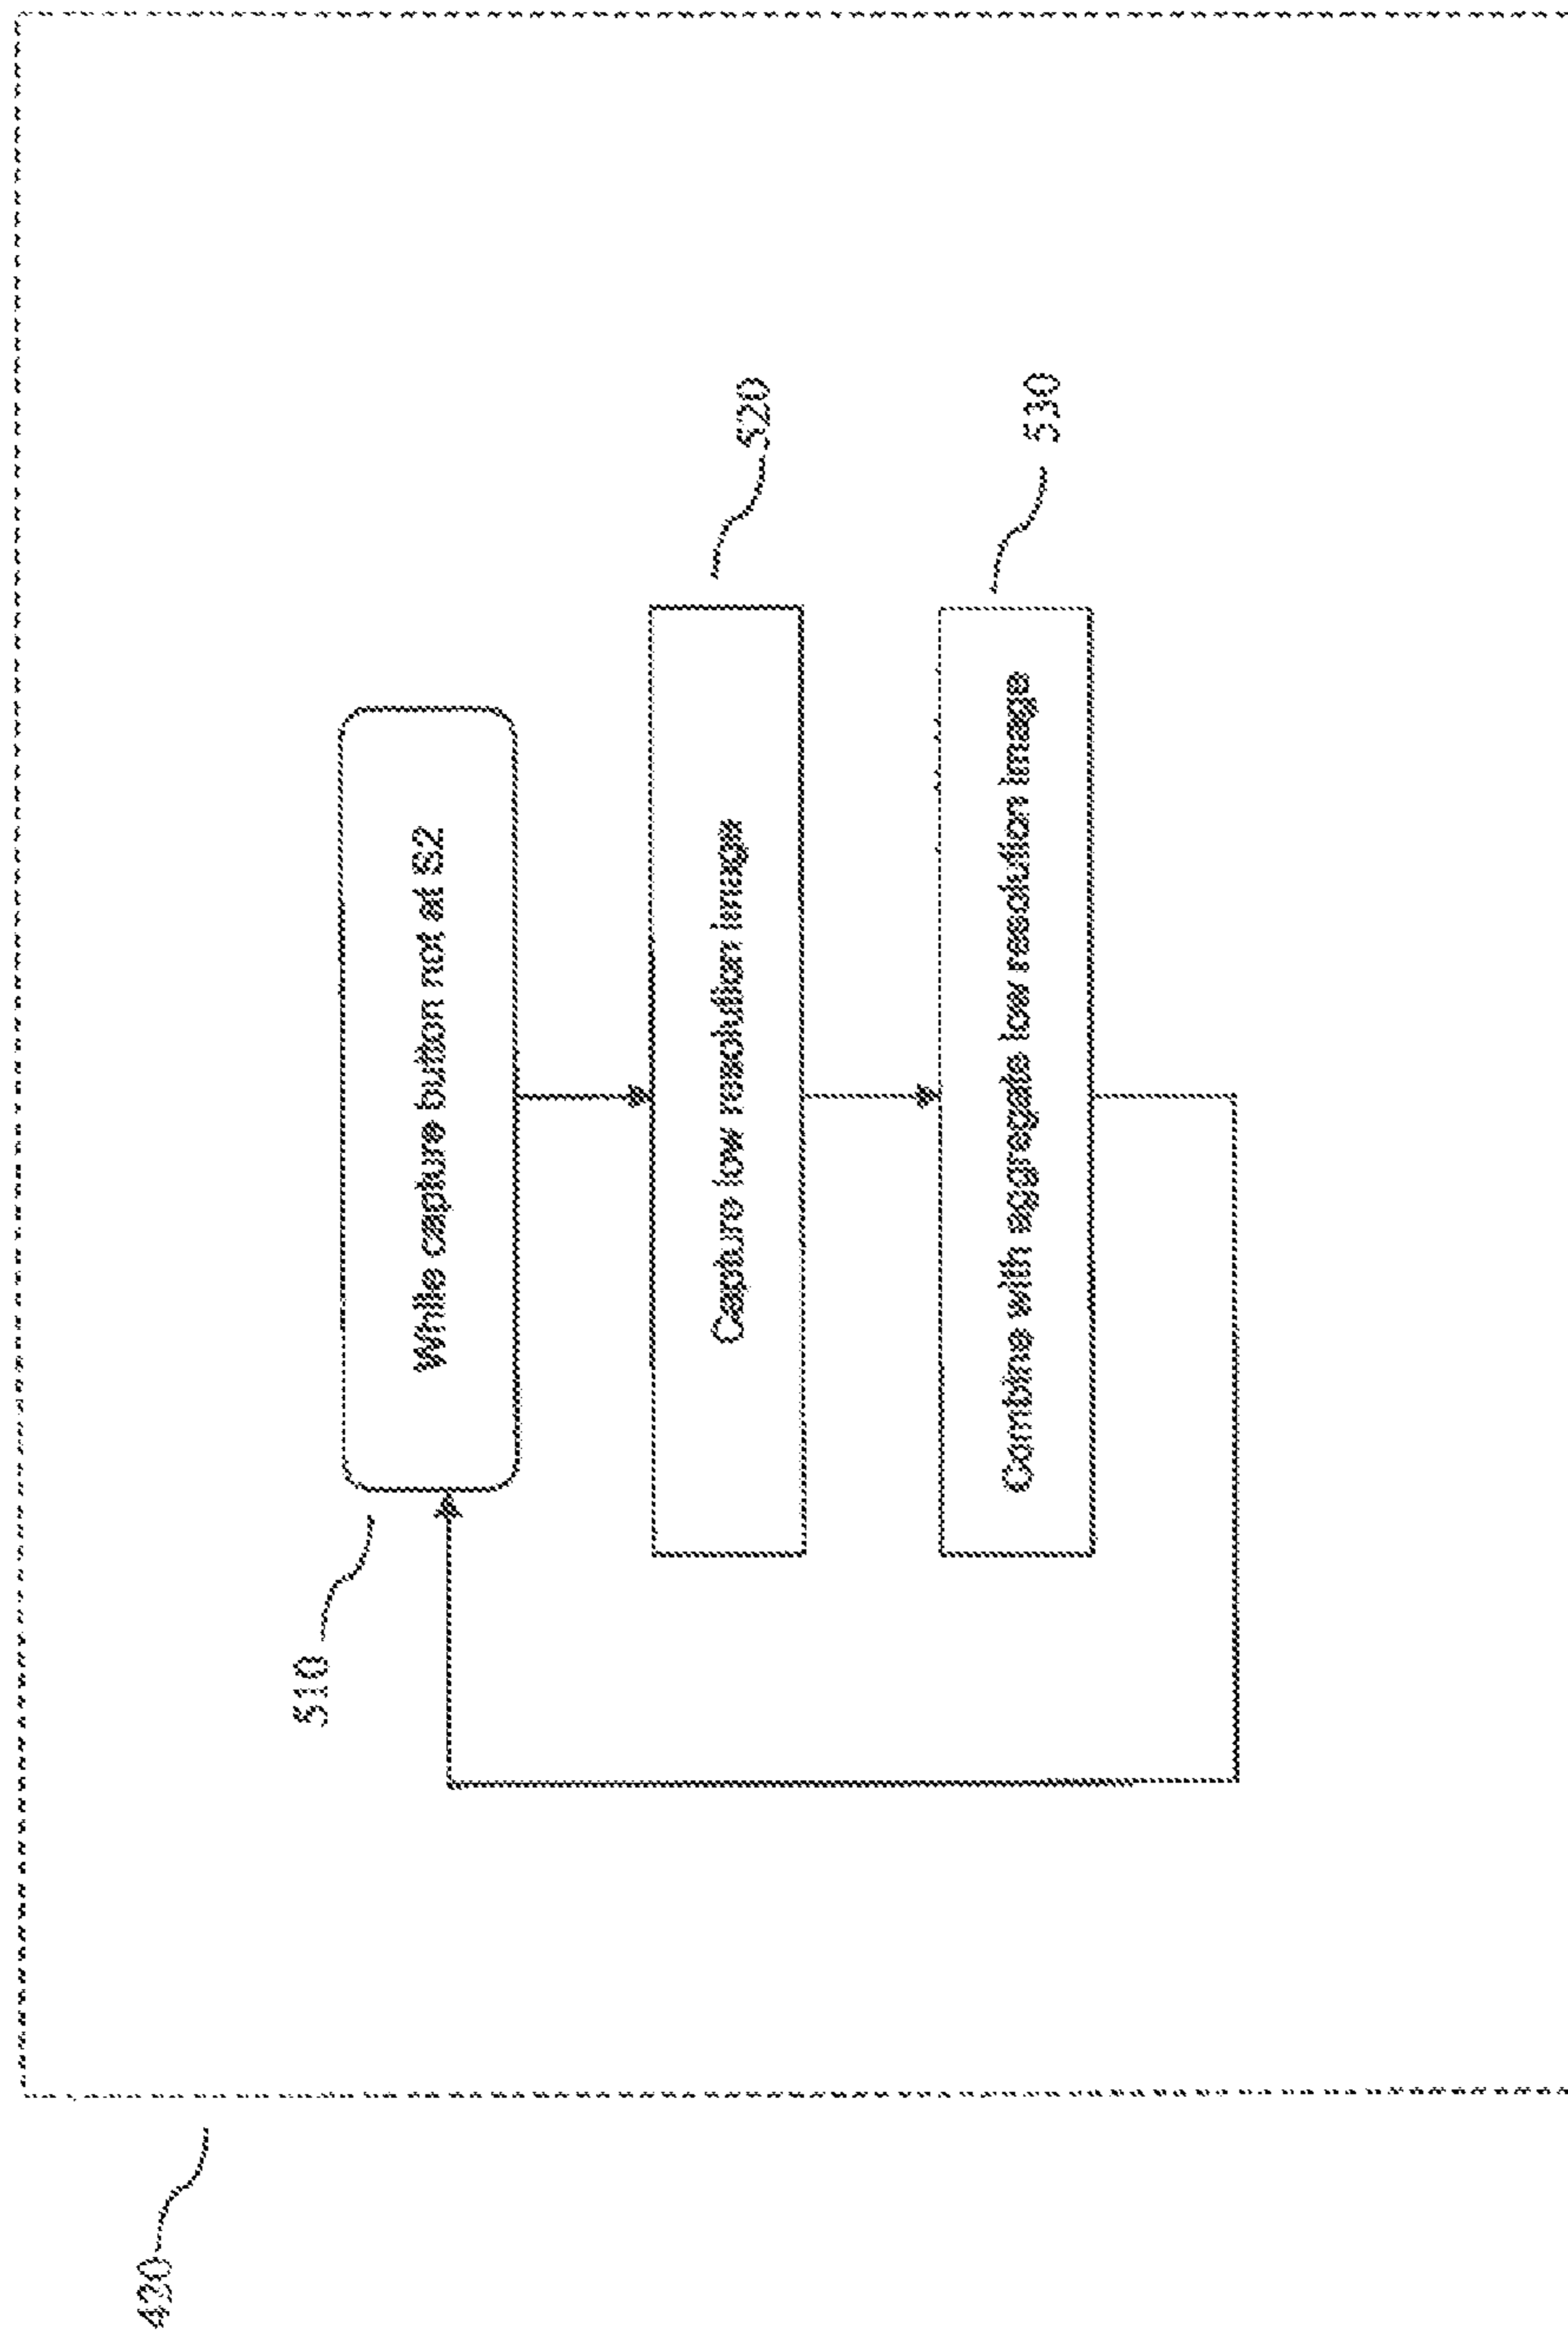 430
510
While capture button not at S2
Capture low resolution image
520
Combine with aggregate low resolution image
530